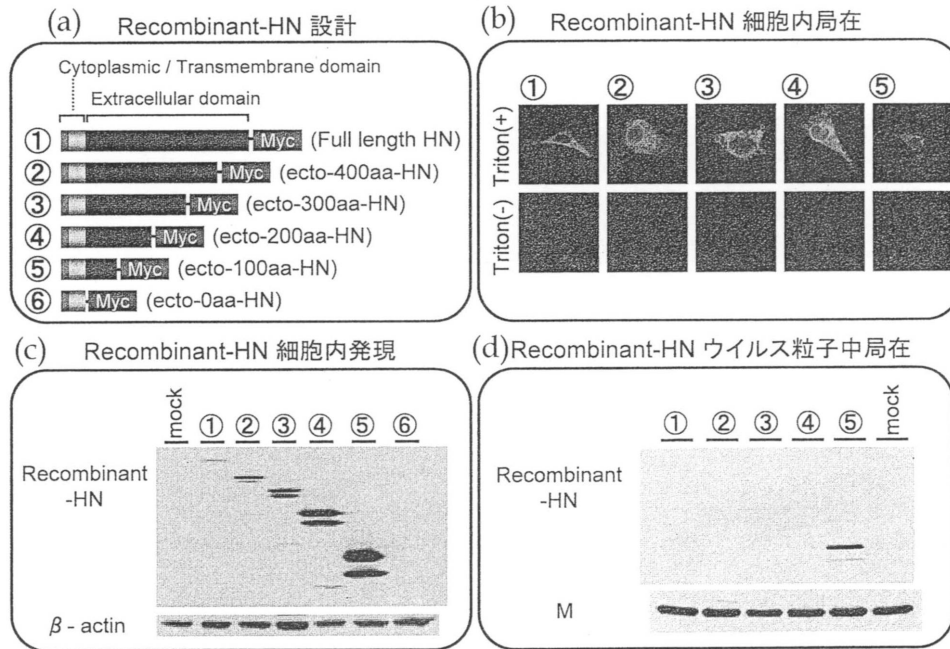 (a) Recombinant-HN 設計
Cytoplasmic / Transmembrane domain
Extracellular domain
① Myc (Full length HN)
② Myc (ecto-400aa-HN)
③ Myc (ecto-300aa-HN)
④ Myc (ecto-200aa-HN)
⑤ Myc (ecto-100aa-HN)
⑥ Myc (ecto-0aa-HN)
(b) Recombinant-HN 細胞内局在
① ② ③ ④ ⑤
Triton(+)
Triton(-)
(c) Recombinant-HN 細胞内発現
mock ① ② ③ ④ ⑤ ⑥
Recombinant
-HN
β - actin
(d) Recombinant-HN ウイルス粒子中局在
① ② ③ ④ ⑤ mock
Recombinant
-HN
M